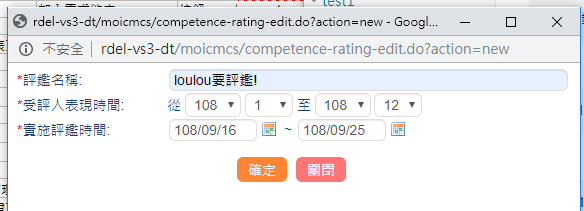 test1
rdel-vs3-dt/moicmcs/competence-rating-edit.do?action=new - Googl...
不安全 rdel-vs3-dt/moicmcs/competence-rating-edit.do?action=new
*評鑑名稱: loulou要評鑑!
*受評人表現時間: 從 108 1 至 108 12
*實施評鑑時間: 108/09/16 ~ 108/09/25
確定 關閉